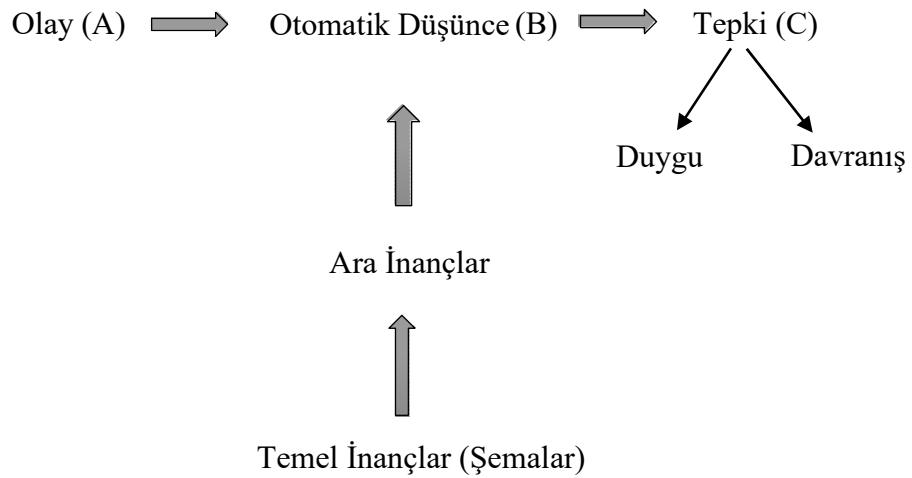 Olay (A) Otomatik Düşünce (B) Tepki (C)
Duygu Davranış
Ara İnançlar
Temel İnançlar (Şemalar)